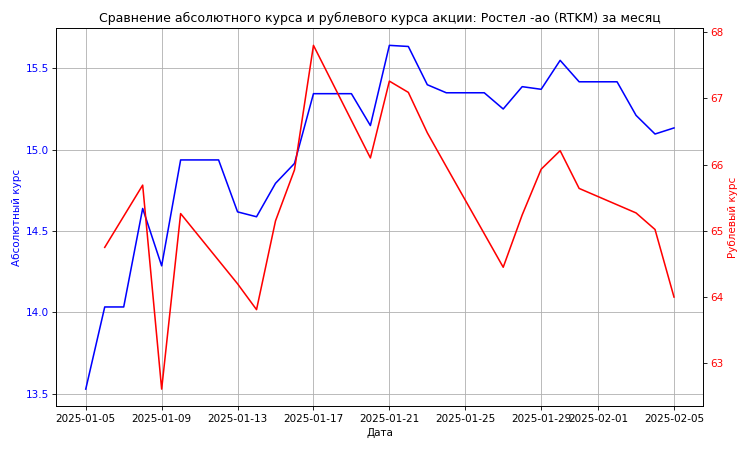 Сравнение абсолютного курса и рублевого курса акции: Ростел -ао (RTKM) за месяц
Абсолютный курс
15.5
15.0
14.5
14.0
13.5
68
67
66
65
64
63
Рублевый курс
2025-01-05 2025-01-09 2025-01-13 2025-01-17 2025-01-21 2025-01-25 2025-01-29 2025-02-01 2025-02-05
Дата